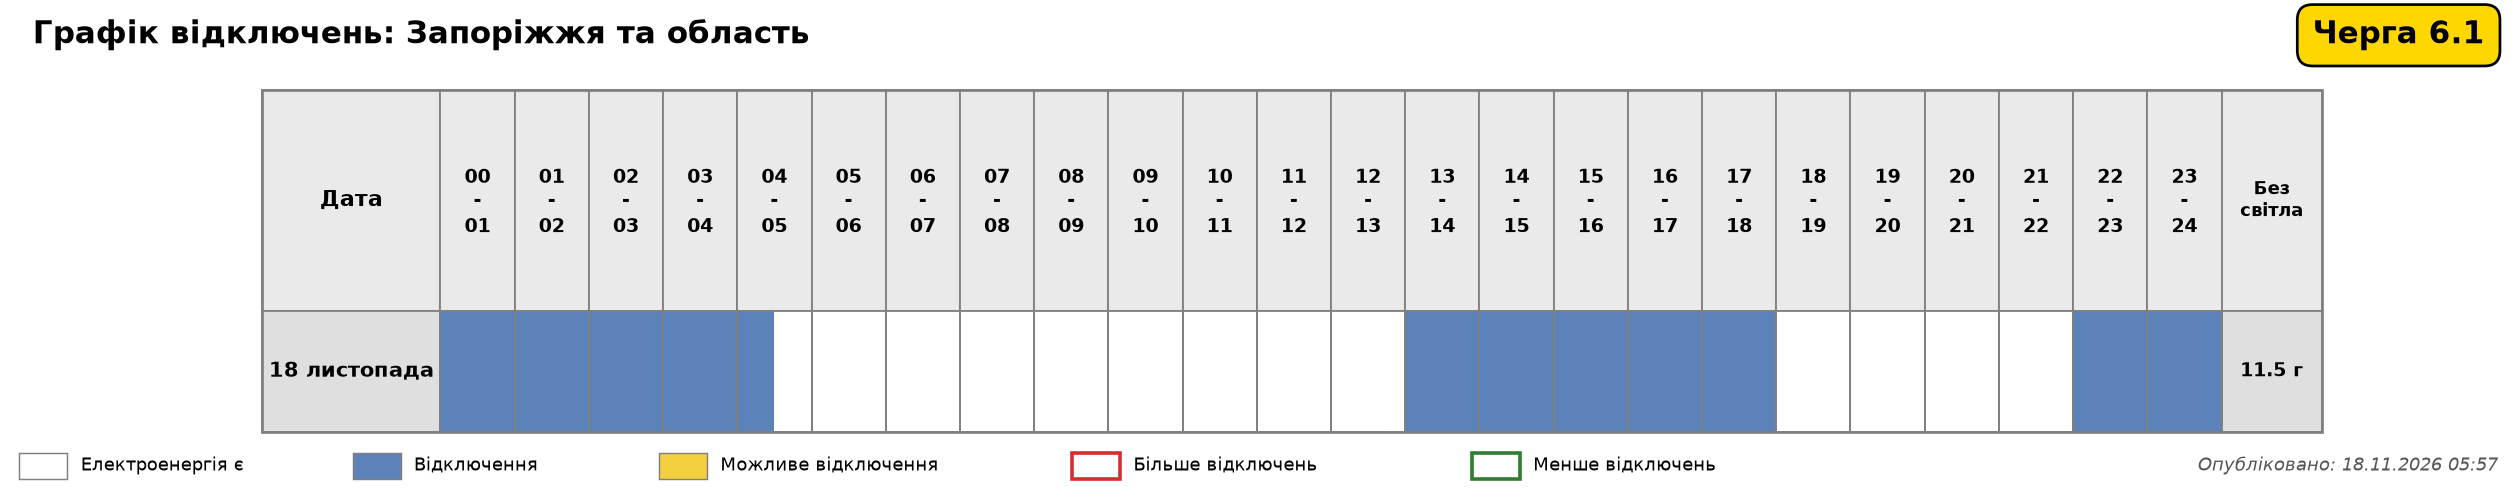 Графік відключень: Запоріжжя та область
Черга 6.1
Дата
00 - 01
01 - 02
02 - 03
03 - 04
04 - 05
05 - 06
06 - 07
07 - 08
08 - 09
09 - 10
10 - 11
11 - 12
12 - 13
13 - 14
14 - 15
15 - 16
16 - 17
17 - 18
18 - 19
19 - 20
20 - 21
21 - 22
22 - 23
23 - 24
Без
світла
18 листопада
11.5 г
Електроенергія є
Відключення
Можливе відключення
Більше відключень
Менше відключень
Опубліковано: 18.11.2026 05:57